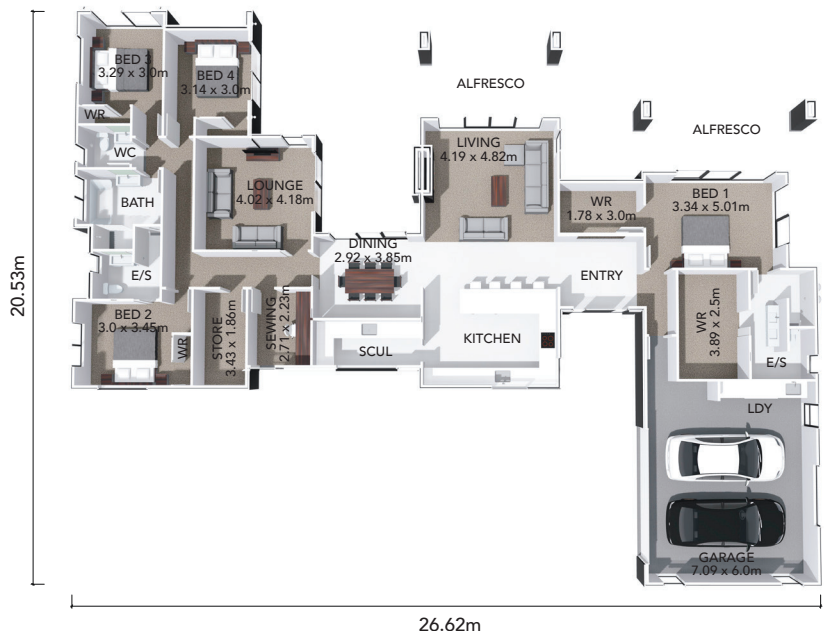 BED 3
3.29 x 3.0m
BED 4
3.14 x 3.0m
ALFRESCO
ALFRESCO
WR
WC
LIVING
4.19 x 4.82m
LOUNGE
4.02 x 4.18m
BATH
WR
1.78 x 3.0m
BED 1
3.34 x 5.01m
DINING
2.92 x 3.85m
E/S
ENTRY
20.53m
BED 2
3.0 x 3.45m
WR
STORE
3.43 x 1.86m
SEWING
2.71 x 2.23m
SCUL
KITCHEN
WR
3.89 x 2.5m
E/S
LDY
GARAGE
7.09 x 6.0m
26.62m